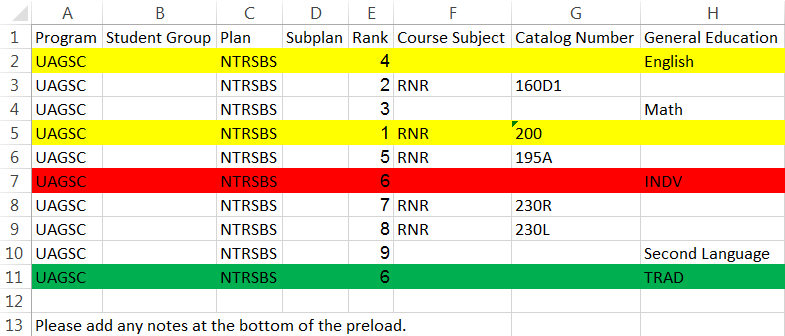 A B C D E F G H
1 Program Student Group Plan Subplan Rank Course Subject Catalog Number General Education
2 UAGSC NTRSBS 4 English
3 UAGSC NTRSBS 2 RNR 160D1
4 UAGSC NTRSBS 3 Math
5 UAGSC NTRSBS 1 RNR 200
6 UAGSC NTRSBS 5 RNR 195A
7 UAGSC NTRSBS 6 INDV
8 UAGSC NTRSBS 7 RNR 230R
9 UAGSC NTRSBS 8 RNR 230L
10 UAGSC NTRSBS 9 Second Language
11 UAGSC NTRSBS 6 TRAD
12
13 Please add any notes at the bottom of the preload.